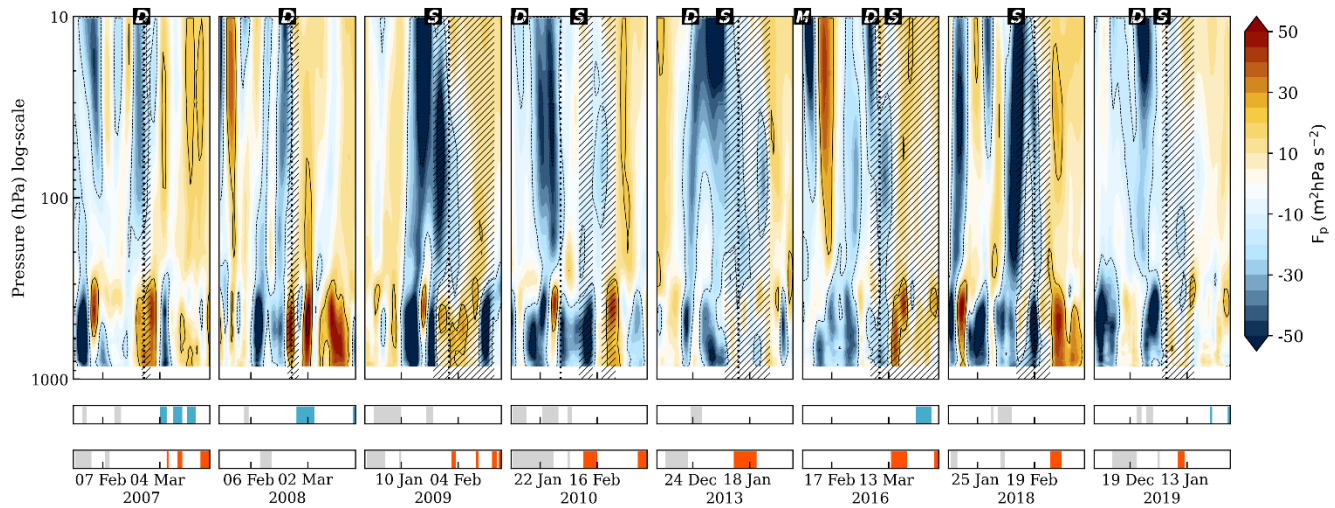 D D S D S D S M D S S D S
10
100
1000
Pressure (hPa) log-scale
50
30
10
-10
-30
-50
Fp (m²hPa s⁻²)
07 Feb 04 Mar 06 Feb 02 Mar 10 Jan 04 Feb 22 Jan 16 Feb 24 Dec 18 Jan 17 Feb 13 Mar 25 Jan 19 Feb 19 Dec 13 Jan
2007 2008 2009 2010 2013 2016 2018 2019